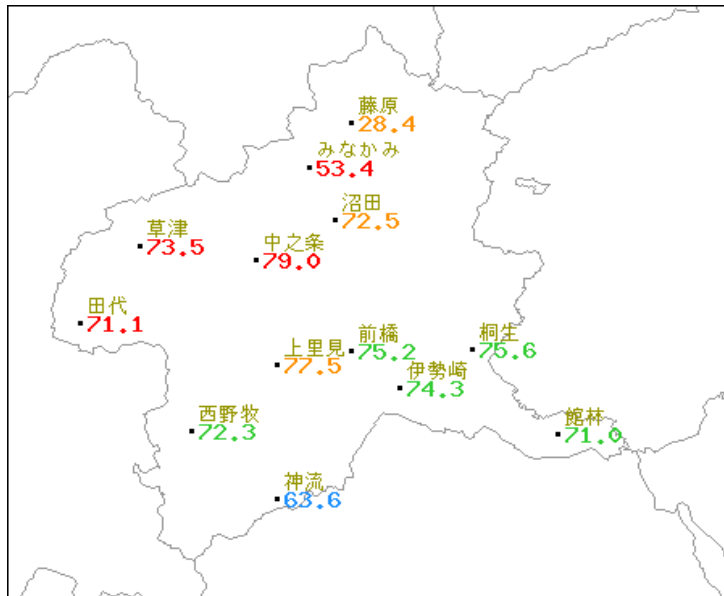 藤原
28.4
みなかみ
53.4
沼田
72.5
草津
73.5
中之条
79.0
田代
71.1
前橋
75.2
桐生
75.6
上里見
77.5
伊勢崎
74.3
西野牧
72.3
館林
71.0
神流
63.6